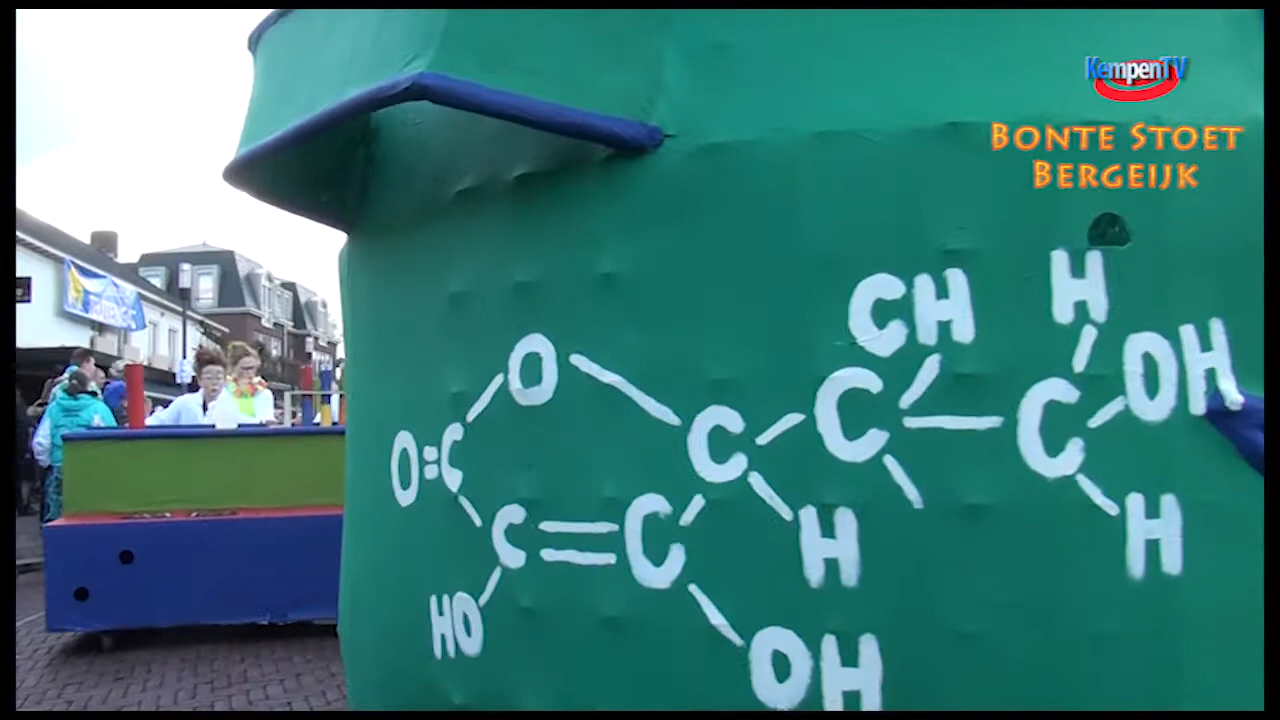 KempenTV
BONTE STOET
BERGEIJK
CH H
O C C OH
O=C C H
C=C H
HO OH